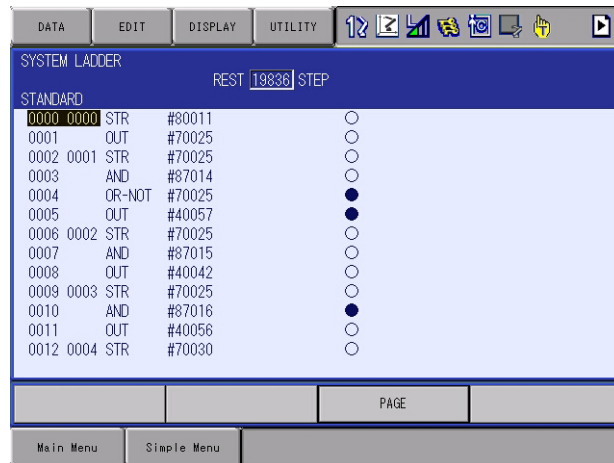 DATA EDIT DISPLAY UTILITY
SYSTEM LADDER
REST 19836 STEP
STANDARD
0000 0000 STR #80011
0001 OUT #70025
0002 0001 STR #70025
0003 AND #87014
0004 OR-NOT #70025
0005 OUT #40057
0006 0002 STR #70025
0007 AND #87015
0008 OUT #40042
0009 0003 STR #70025
0010 AND #87016
0011 OUT #40056
0012 0004 STR #70030
PAGE
Main Menu Simple Menu